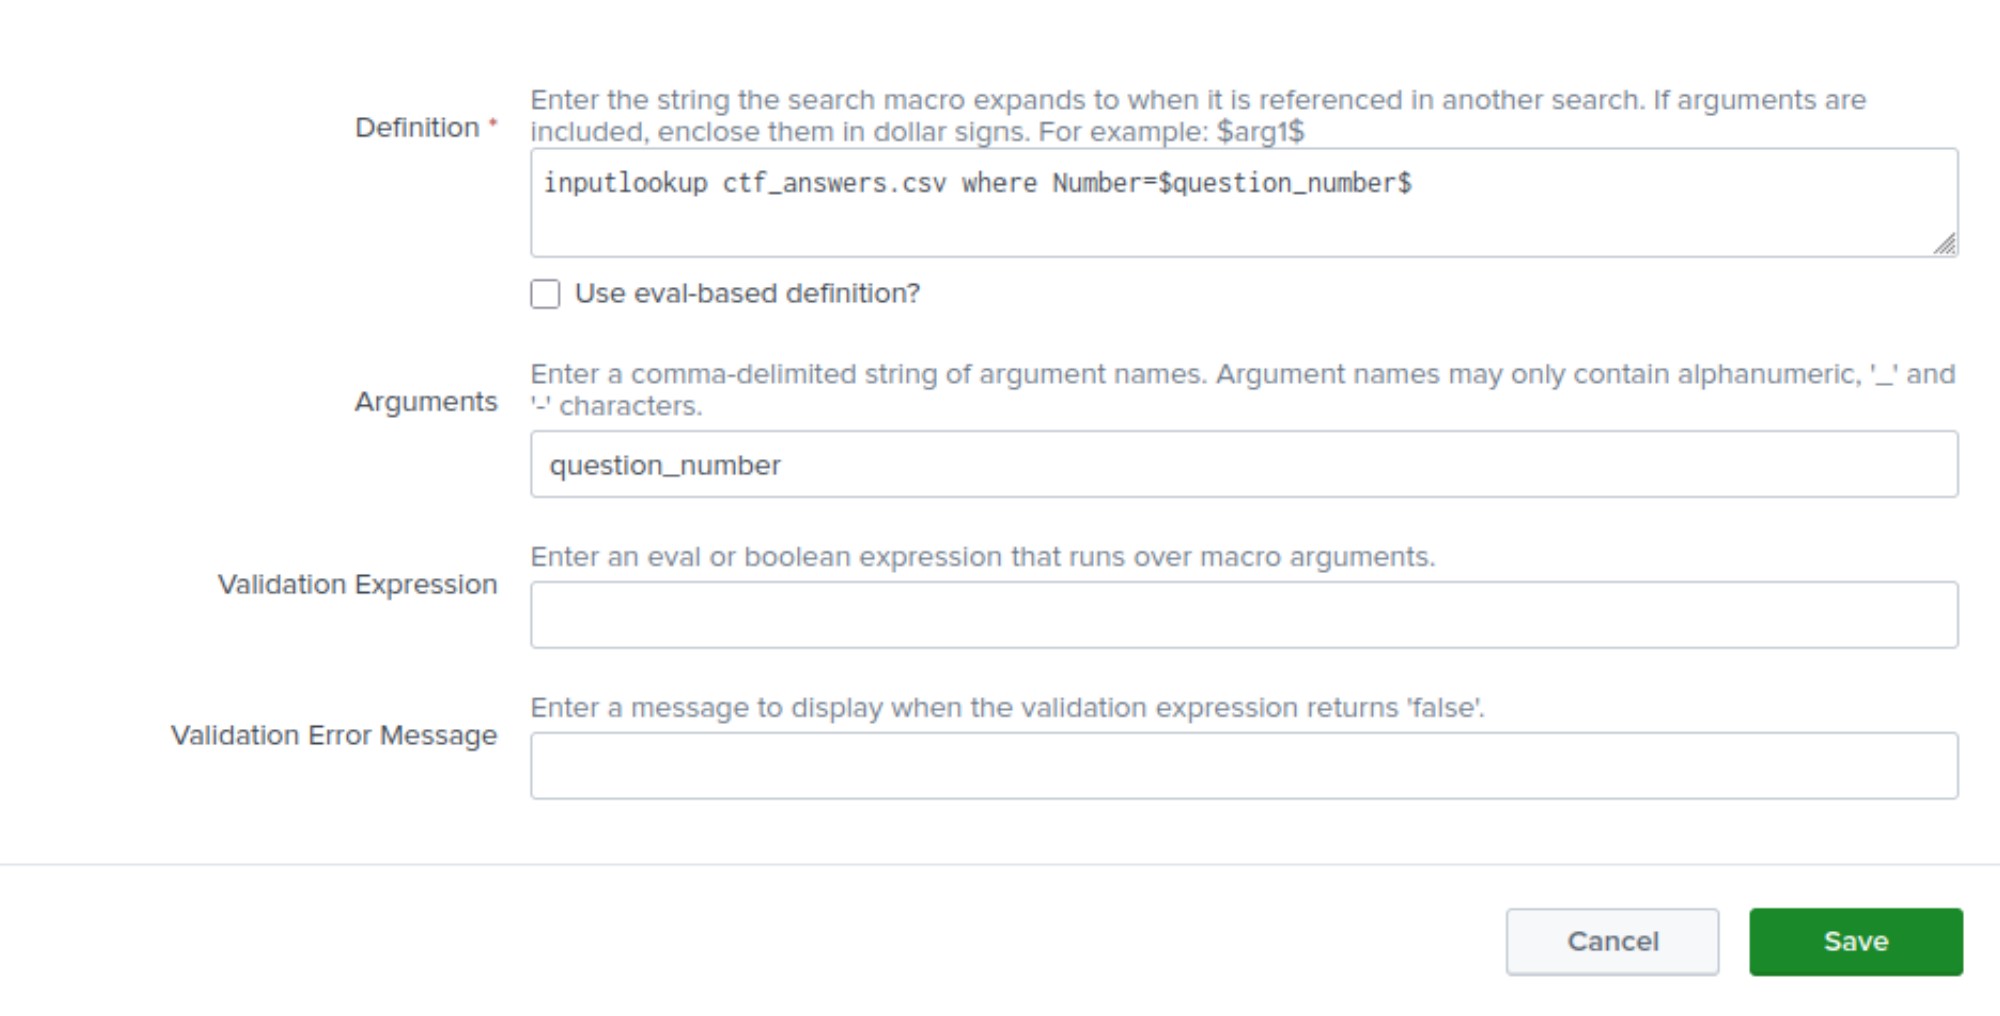 Enter the string the search macro expands to when it is referenced in another search. If arguments are
Definition *
included, enclose them in dollar signs. For example: $arg1$
inputlookup ctf_answers.csv where Number=$question_number$
Use eval-based definition?
Enter a comma-delimited string of argument names. Argument names may only contain alphanumeric, '_' and
Arguments
'-' characters.
question_number
Enter an eval or boolean expression that runs over macro arguments.
Validation Expression
Enter a message to display when the validation expression returns 'false'.
Validation Error Message
Cancel
Save